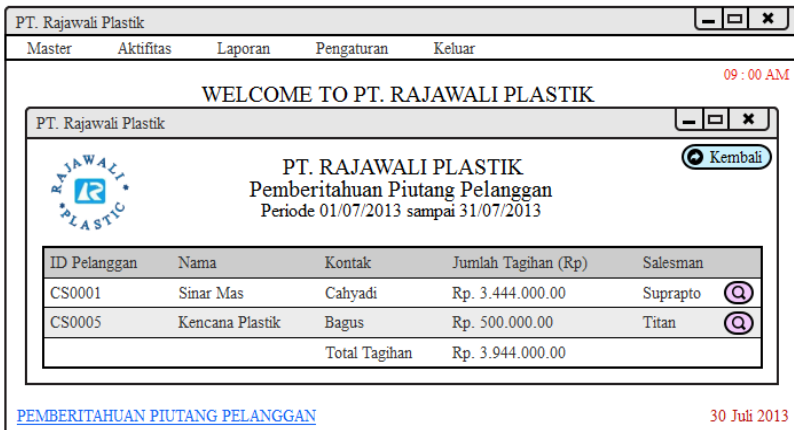 PT. Rajawali Plastik
Master Aktifitas Laporan Pengaturan Keluar
09 : 00 AM
WELCOME TO PT. RAJAWALI PLASTIK
PT. Rajawali Plastik
Kembali
RAJAWALI
R
PLASTIC
PT. RAJAWALI PLASTIK
Pemberitahuan Piutang Pelanggan
Periode 01/07/2013 sampai 31/07/2013
ID Pelanggan Nama Kontak Jumlah Tagihan (Rp) Salesman
CS0001 Sinar Mas Cahyadi Rp. 3.444.000.00 Suprapto
CS0005 Kencana Plastik Bagus Rp. 500.000.00 Titan
Total Tagihan Rp. 3.944.000.00
PEMBERITAHUAN PIUTANG PELANGGAN 30 Juli 2013